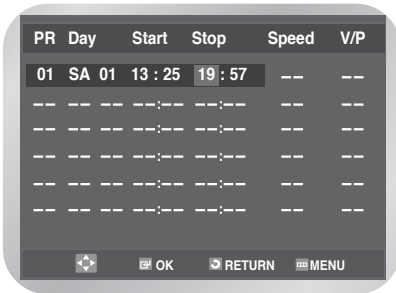 PR Day Start Stop Speed V/P
01 SA 01 13 : 25 19 : 57 –– ––
–– –– –– ––:–– ––:–– –– ––
–– –– –– ––:–– ––:–– –– ––
–– –– –– ––:–– ––:–– –– ––
–– –– –– ––:–– ––:–– –– ––
–– –– –– ––:–– ––:–– –– ––
OK RETURN MENU